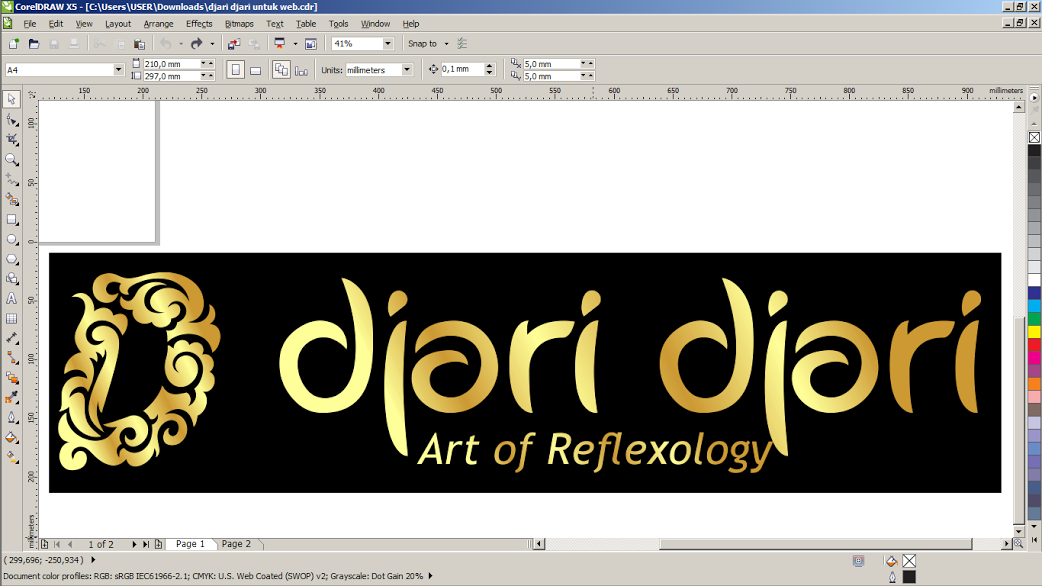 CorelDRAW X5 - [C:\Users\USER\Downloads\djari djari untuk web.cdr]
File Edit View Layout Arrange Effects Bitmaps Text Table Tools Window Help
41% Snap to
A4 210,0 mm 297,0 mm Units: millimeters 0,1 mm 5,0 mm 5,0 mm
150 200 250 300 350 400 450 500 550 600 650 700 750 800 850 900 millimeters
100
50
0
50
100
150
200
millimeters
djari djari
Art of Reflexology
1 of 2 Page 1 Page 2
(299,696; -250,934)
Document color profiles: RGB: sRGB IEC61966-2.1; CMYK: U.S. Web Coated (SWOP) v2; Grayscale: Dot Gain 20%